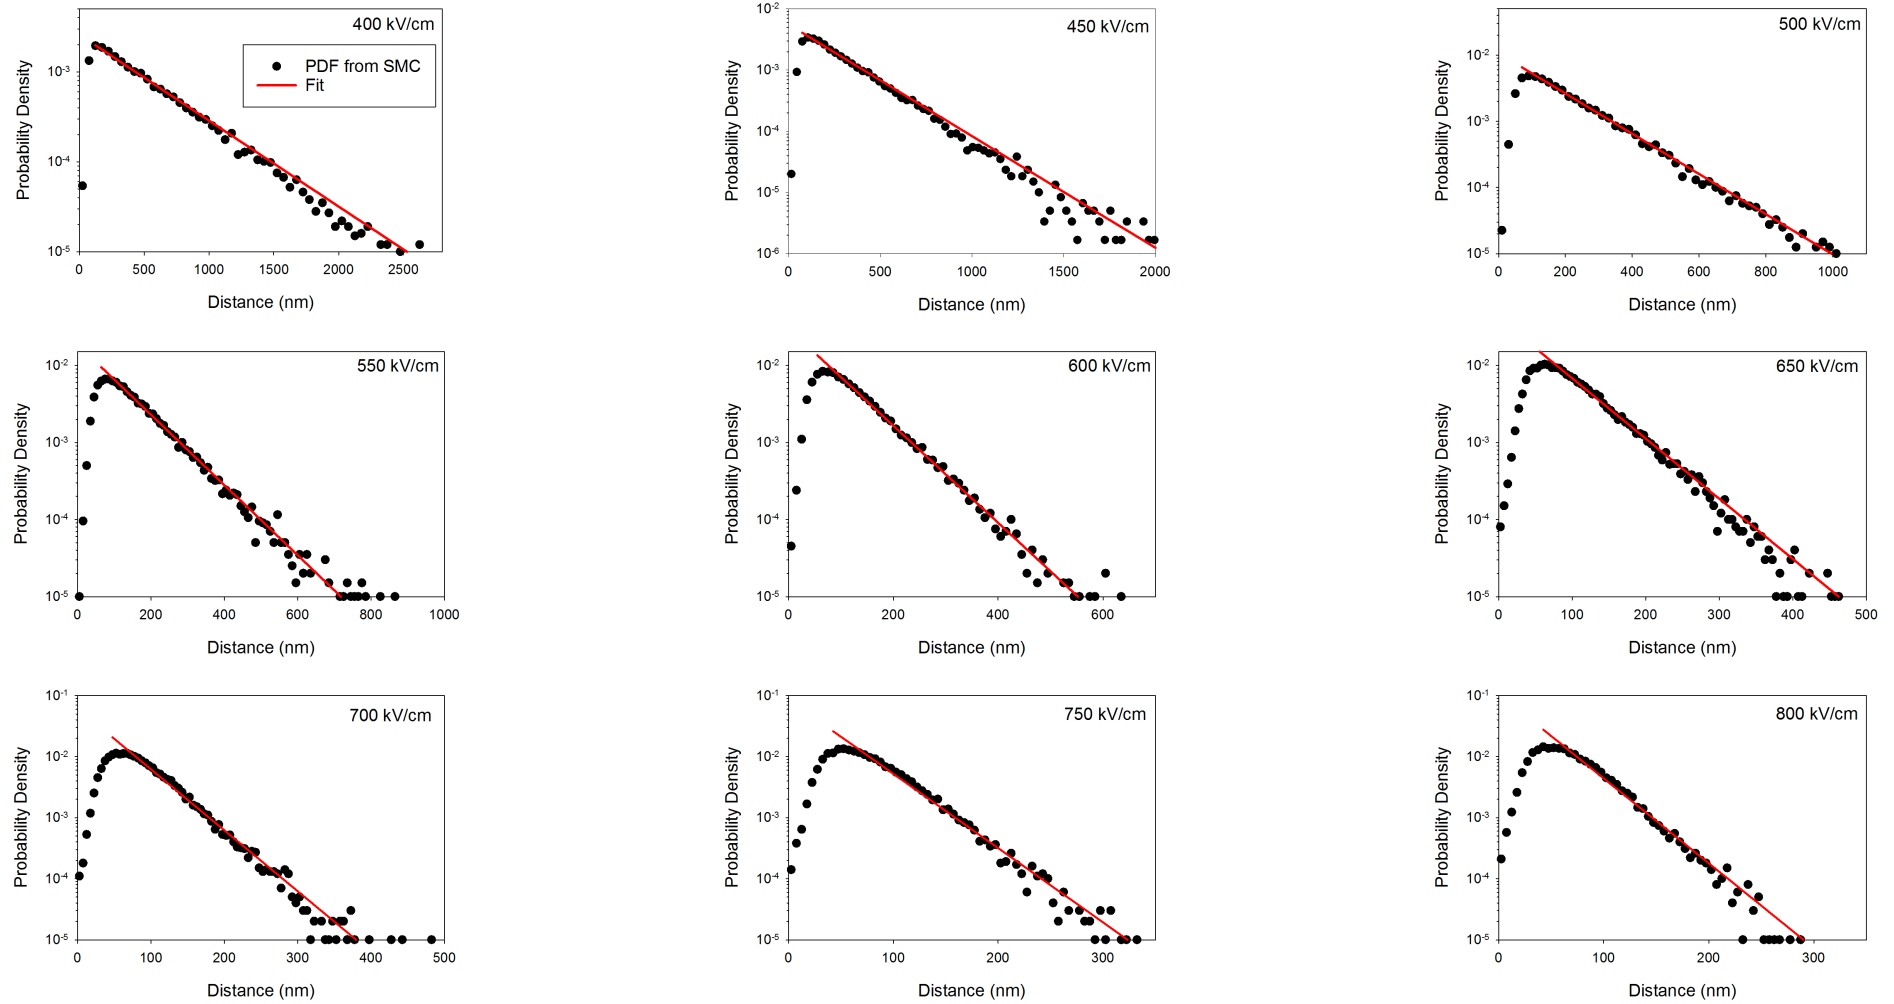 400 kV/cm
PDF from SMC
Fit
10-3
10-4
10-5
Probability Density
0 500 1000 1500 2000 2500
Distance (nm)
450 kV/cm
10-2
10-3
10-4
10-5
10-6
Probability Density
0 500 1000 1500 2000
Distance (nm)
500 kV/cm
10-2
10-3
10-4
10-5
Probability Density
0 200 400 600 800 1000
Distance (nm)
550 kV/cm
10-2
10-3
10-4
10-5
Probability Density
0 200 400 600 800 1000
Distance (nm)
600 kV/cm
10-2
10-3
10-4
10-5
Probability Density
0 200 400 600
Distance (nm)
650 kV/cm
10-2
10-3
10-4
10-5
Probability Density
0 100 200 300 400 500
Distance (nm)
700 kV/cm
10-1
10-2
10-3
10-4
10-5
Probability Density
0 100 200 300 400 500
Distance (nm)
750 kV/cm
10-1
10-2
10-3
10-4
10-5
Probability Density
0 100 200 300
Distance (nm)
800 kV/cm
10-1
10-2
10-3
10-4
10-5
Probability Density
0 100 200 300
Distance (nm)